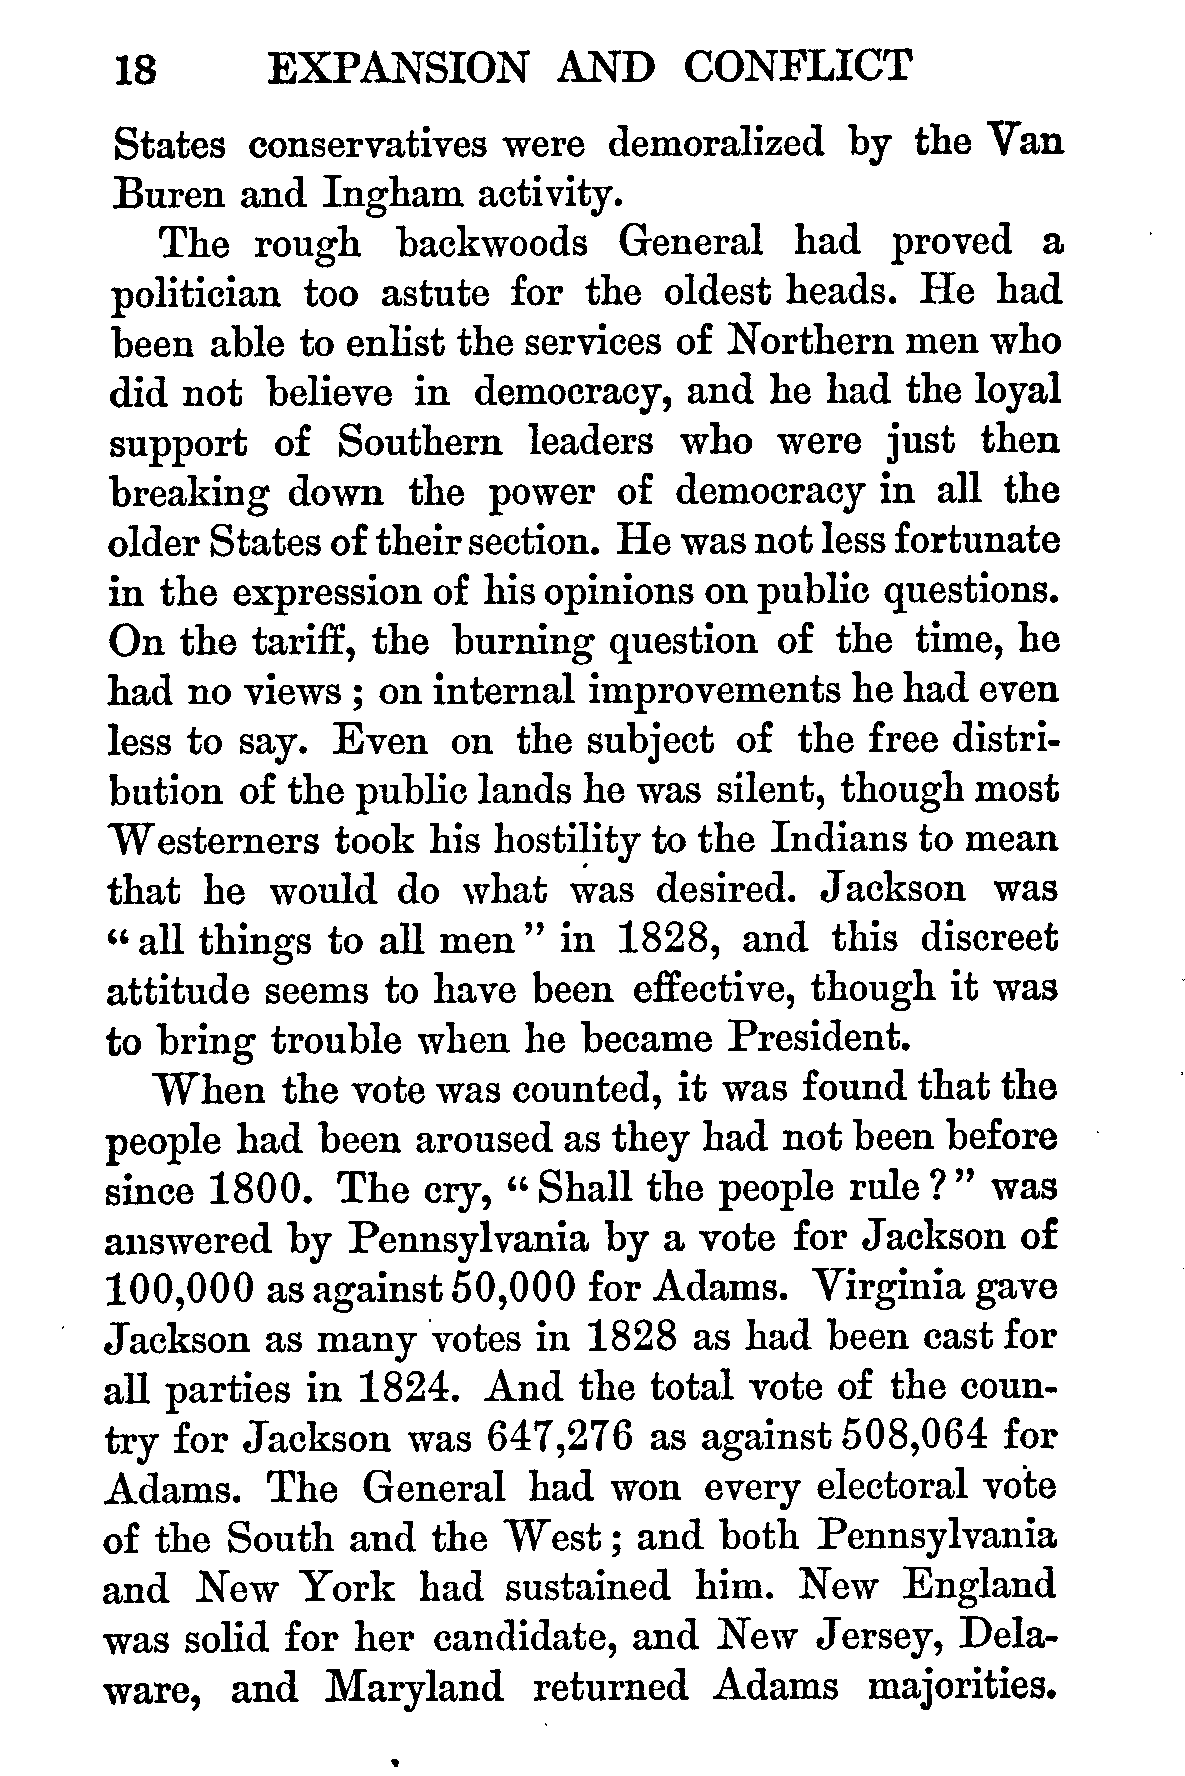 18 EXPANSION AND CONFLICT
States conservatives were demoralized by the Van
Buren and Ingham activity.
The rough backwoods General had proved a
politician too astute for the oldest heads. He had
been able to enlist the services of Northern men who
did not believe in democracy, and he had the loyal
support of Southern leaders who were just then
breaking down the power of democracy in all the
older States of their section. He was not less fortunate
in the expression of his opinions on public questions.
On the tariff, the burning question of the time, he
had no views ; on internal improvements he had even
less to say. Even on the subject of the free distri-
bution of the public lands he was silent, though most
Westerners took his hostility to the Indians to mean
that he would do what was desired. Jackson was
“ all things to all men ” in 1828, and this discreet
attitude seems to have been effective, though it was
to bring trouble when he became President.
When the vote was counted, it was found that the
people had been aroused as they had not been before
since 1800. The cry, “ Shall the people rule ? ” was
answered by Pennsylvania by a vote for Jackson of
100,000 as against 50,000 for Adams. Virginia gave
Jackson as many votes in 1828 as had been cast for
all parties in 1824. And the total vote of the coun-
try for Jackson was 647,276 as against 508,064 for
Adams. The General had won every electoral vote
of the South and the West ; and both Pennsylvania
and New York had sustained him. New England
was solid for her candidate, and New Jersey, Dela-
ware, and Maryland returned Adams majorities.